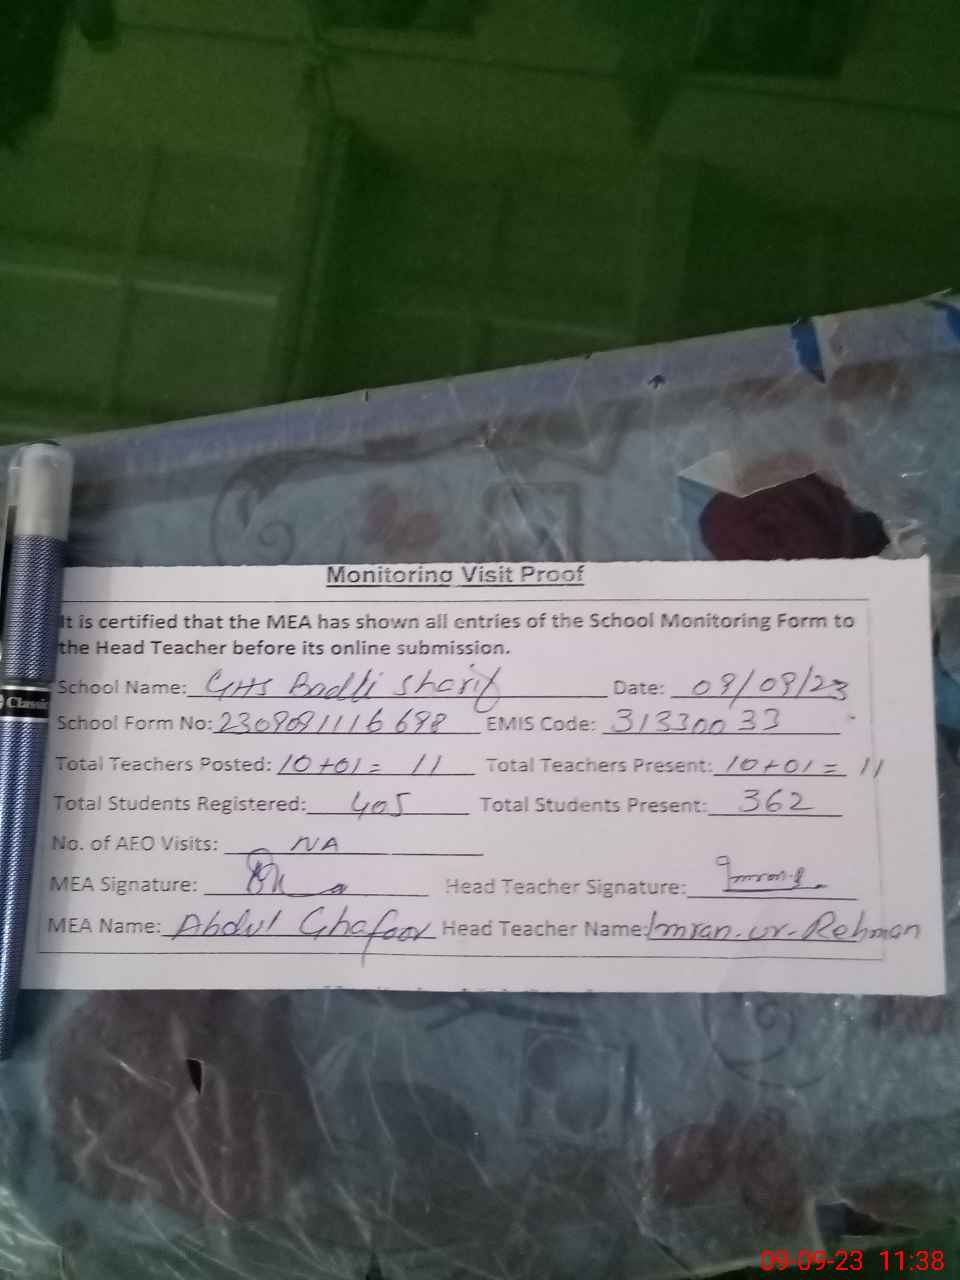 Classic
Monitoring Visit Proof
It is certified that the MEA has shown all entries of the School Monitoring Form to
the Head Teacher before its online submission.
School Name: GHS Badli Sharif Date: 09/09/23
School Form No: 2309091116698 EMIS Code: 31330033
Total Teachers Posted: 10+01= 11 Total Teachers Present: 10+01= 11
Total Students Registered: 405 Total Students Present: 362
No. of AEO Visits: NA
MEA Signature: Head Teacher Signature:
MEA Name: Abdul Ghafoor Head Teacher Name: Imran-ur-Rehman
09-09-23 11:38